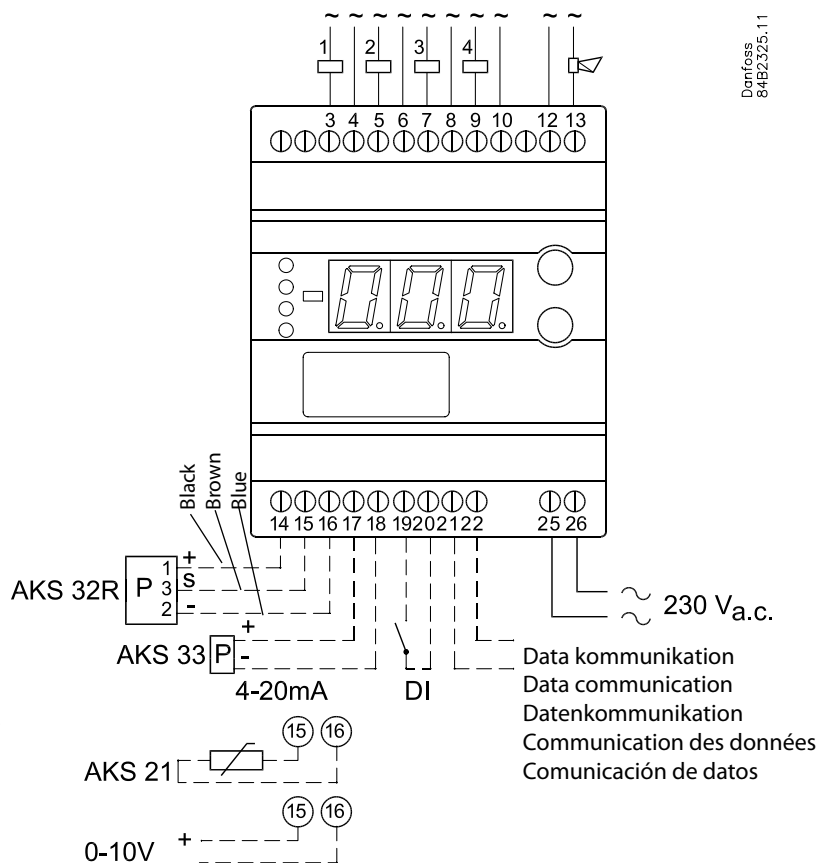 ~ ~ ~ ~ ~ ~ ~ ~ ~ ~
1 2 3 4
Danfoss
84B2325.11
3 4 5 6 7 8 9 10 12 13
0.0.0.
Black
Brown
Blue
14 15 16 17 18 19 20 21 22 25 26
AKS 32R P
1 +
3 s
2 -
230 Va.c.
AKS 33 P + -
4-20mA
DI
Data kommunikation
Data communication
Datenkommunikation
Communication des données
Comunicación de datos
15 16
AKS 21
15 16
0-10V +